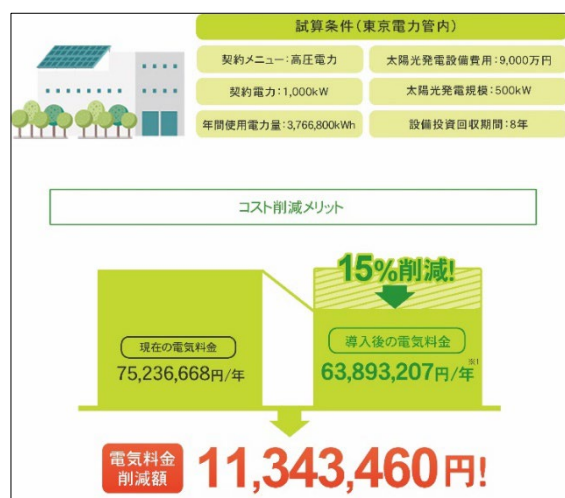 試算条件(東京電力管内)
契約メニュー:高圧電力
太陽光発電設備費用:9,000万円
契約電力:1,000kW
太陽光発電規模:500kW
年間使用電力量:3,766,800kWh
設備投資回収期間:8年
コスト削減メリット
15%削減!
現在の電気料金
75,236,668円/年
導入後の電気料金
63,893,207円/年※1
電気料金
削減額
11,343,460円!